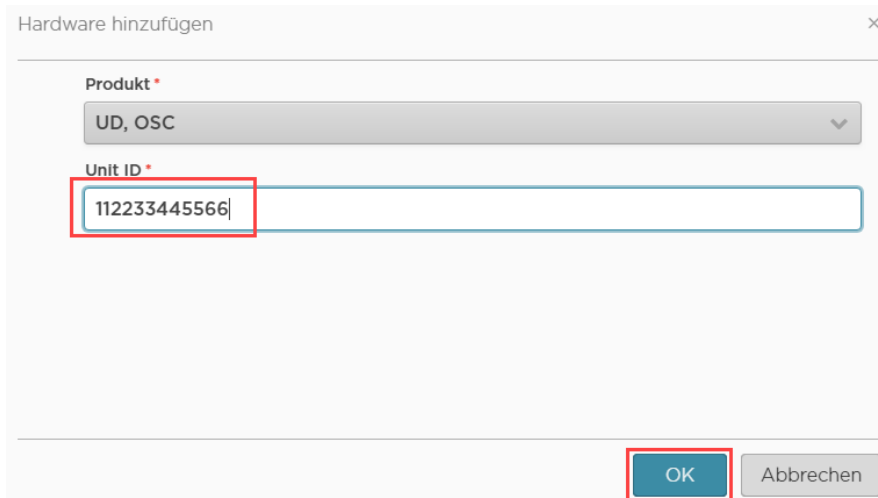 Hardware hinzufügen
Produkt *
UD, OSC
Unit ID *
112233445566
OK Abbrechen